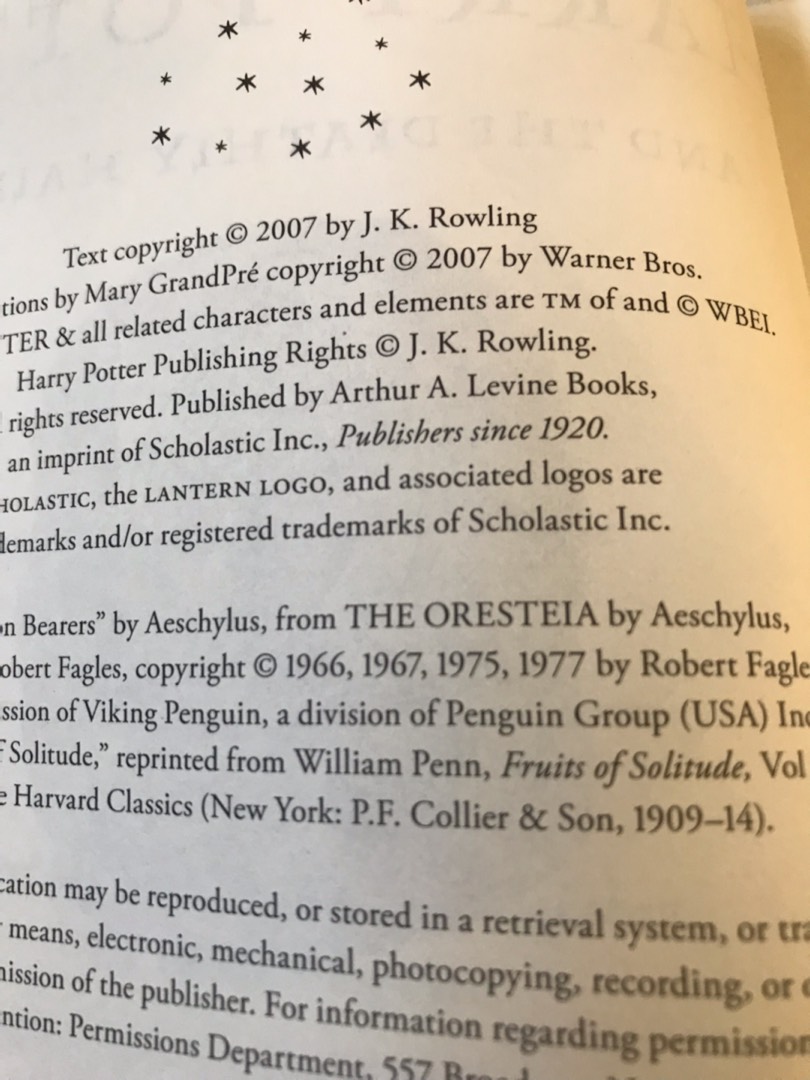 Text copyright © 2007 by J. K. Rowling
tions by Mary GrandPré copyright © 2007 by Warner Bros.
TER & all related characters and elements are TM of and © WBEI.
Harry Potter Publishing Rights © J. K. Rowling.
rights reserved. Published by Arthur A. Levine Books,
an imprint of Scholastic Inc., Publishers since 1920.
HOLASTIC, the LANTERN LOGO, and associated logos are
demarks and/or registered trademarks of Scholastic Inc.
on Bearers” by Aeschylus, from THE ORESTEIA by Aeschylus,
obert Fagles, copyright © 1966, 1967, 1975, 1977 by Robert Fagle
ssion of Viking Penguin, a division of Penguin Group (USA) Inc
f Solitude,” reprinted from William Penn, Fruits of Solitude, Vol
e Harvard Classics (New York: P.F. Collier & Son, 1909–14).
cation may be reproduced, or stored in a retrieval system, or tra
means, electronic, mechanical, photocopying, recording, or
mission of the publisher. For information regarding permission
ntion: Permissions Department, 557